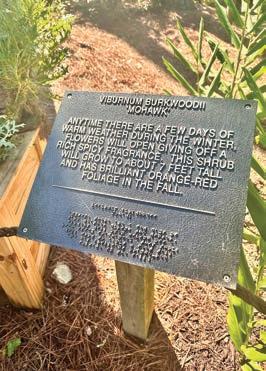 VIBURNUM BURKWOODII
"MOHAWK"
ANYTIME THERE ARE A FEW DAYS OF
WARM WEATHER DURING THE WINTER,
FLOWERS WILL OPEN GIVING OFF A
RICH SPICY FRAGRANCE. THIS SHRUB
WILL GROW TO ABOUT 7 FEET TALL
AND HAS BRILLIANT ORANGE-RED
FOLIAGE IN THE FALL.